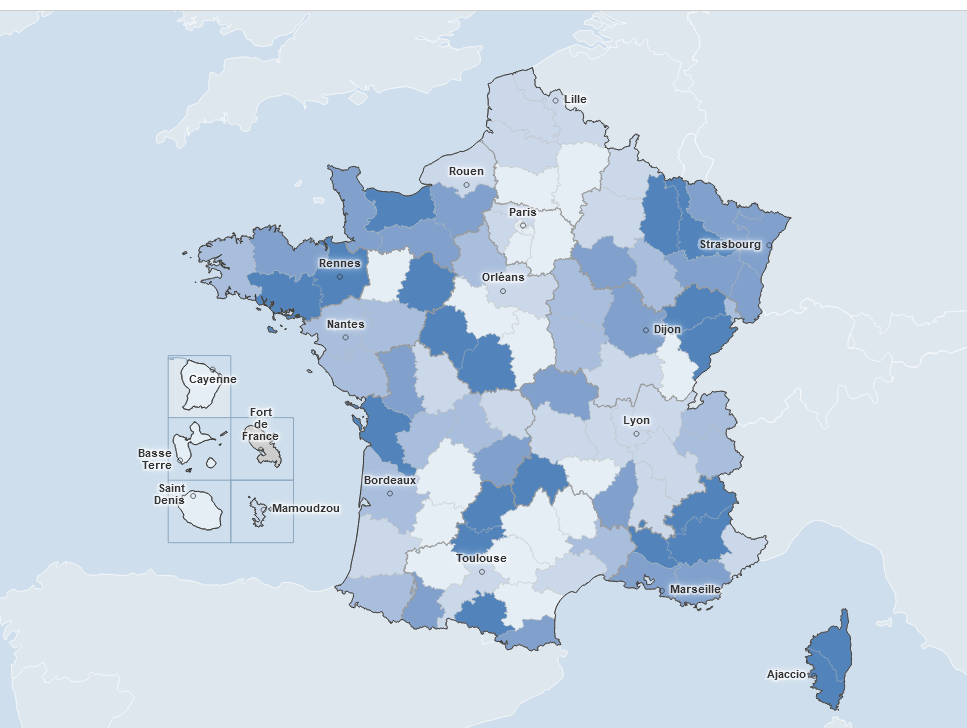 Lille
Rouen
Paris
Strasbourg
Rennes
Orléans
Nantes
Dijon
Cayenne
Fort
de
France
Lyon
Basse
Terre
Bordeaux
Saint
Denis
Mamoudzou
Toulouse
Marseille
Ajaccio